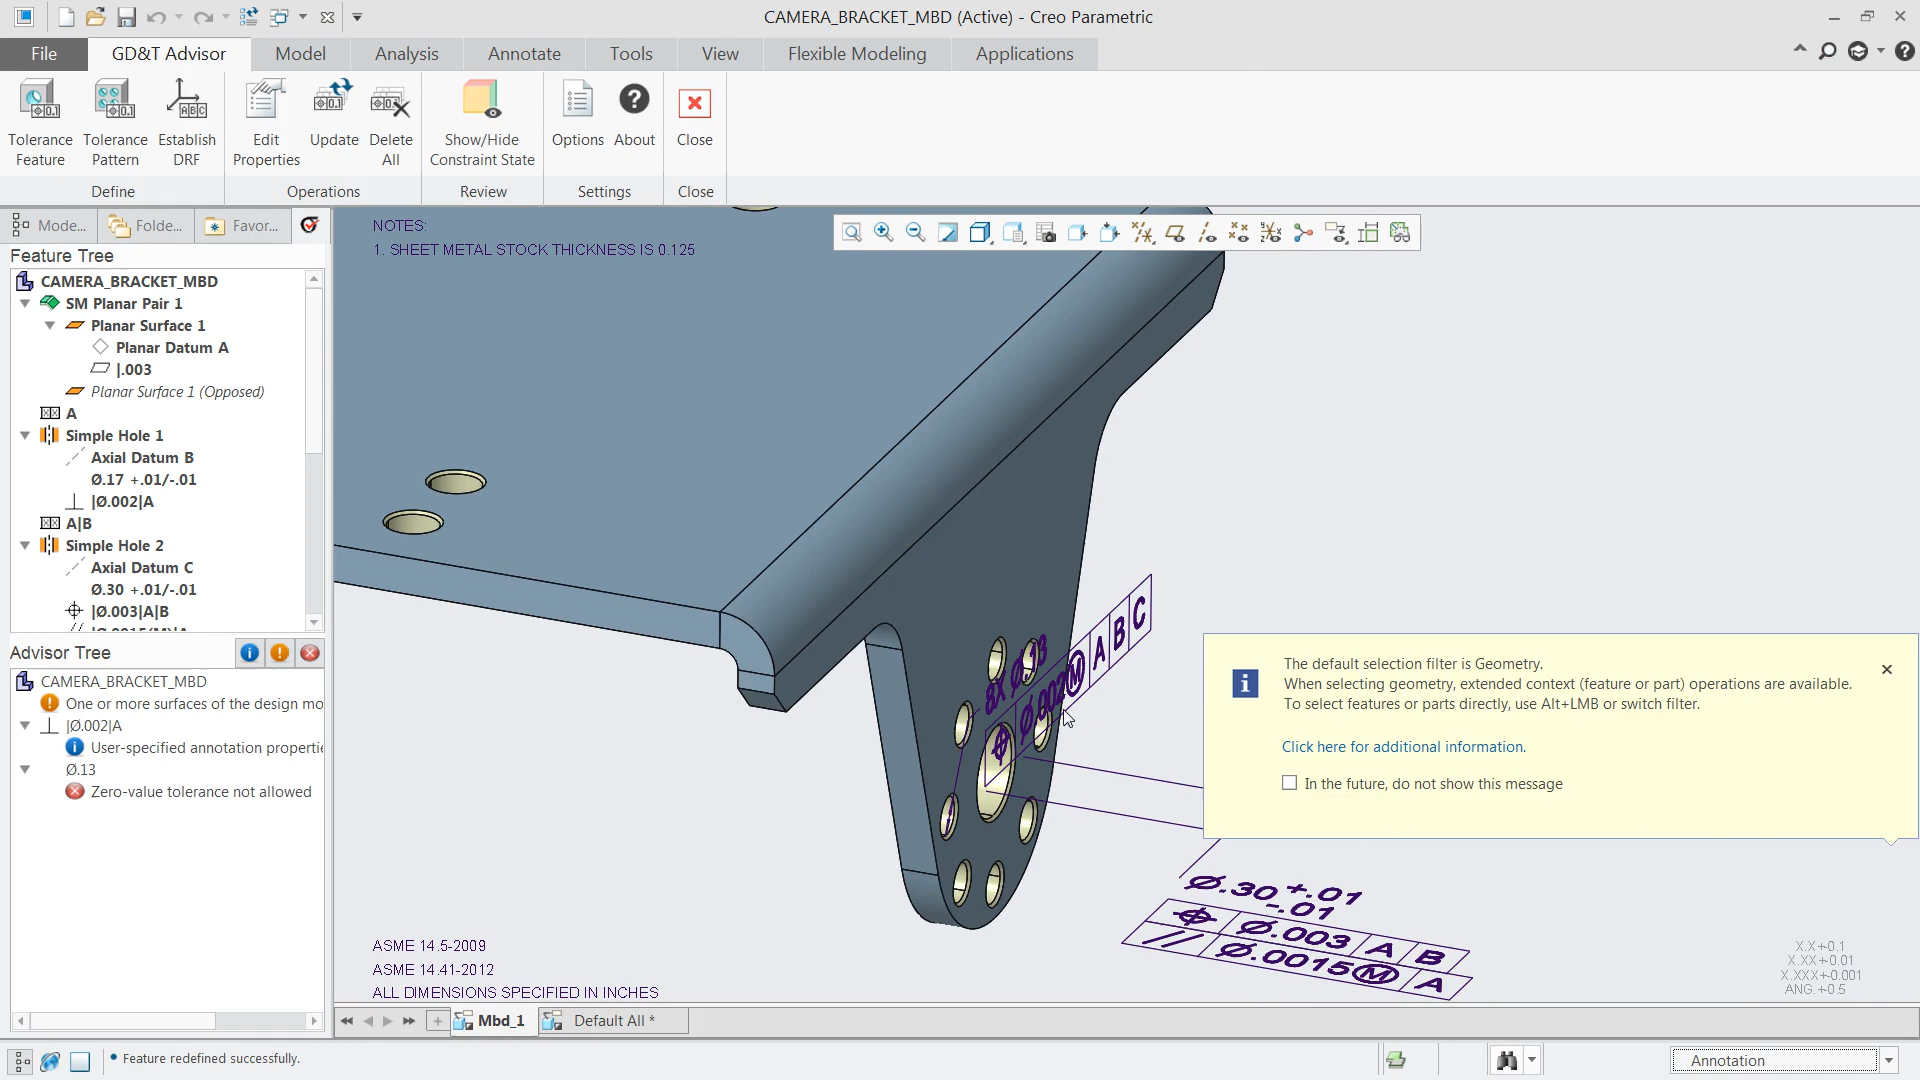 CAMERA_BRACKET_MBD (Active) - Creo Parametric
File
GD&T Advisor
Model
Analysis
Annotate
Tools
View
Flexible Modeling
Applications
Tolerance Feature
Tolerance Pattern
Establish DRF
Edit Properties
Update
Delete All
Show/Hide Constraint State
Options
About
Close
Define
Operations
Review
Settings
Close
Mode...
Folde...
Favor...
Feature Tree
CAMERA_BRACKET_MBD
SM Planar Pair 1
Planar Surface 1
Planar Datum A
|.003
Planar Surface 1 (Opposed)
A
Simple Hole 1
Axial Datum B
Ø.17 +.01/-.01
|Ø.002|A
A|B
Simple Hole 2
Axial Datum C
Ø.30 +.01/-.01
|Ø.003|A|B
Advisor Tree
CAMERA_BRACKET_MBD
One or more surfaces of the design mo
|Ø.002|A
User-specified annotation propertie
Ø.13
Zero-value tolerance not allowed
NOTES:
1. SHEET METAL STOCK THICKNESS IS 0.125
8X Ø.13
Ø.002 M A B C
The default selection filter is Geometry.
When selecting geometry, extended context (feature or part) operations are available.
To select features or parts directly, use Alt+LMB or switch filter.
Click here for additional information.
In the future, do not show this message
Ø.30 +.01
-.01
Ø.003 A B
// Ø.0015 M A
ASME 14.5-2009
ASME 14.41-2012
ALL DIMENSIONS SPECIFIED IN INCHES
X.X+-0.1
X.XX+-0.01
X.XXX+-0.001
ANG.+-0.5
Mbd_1
Default All *
• Feature redefined successfully.
Annotation